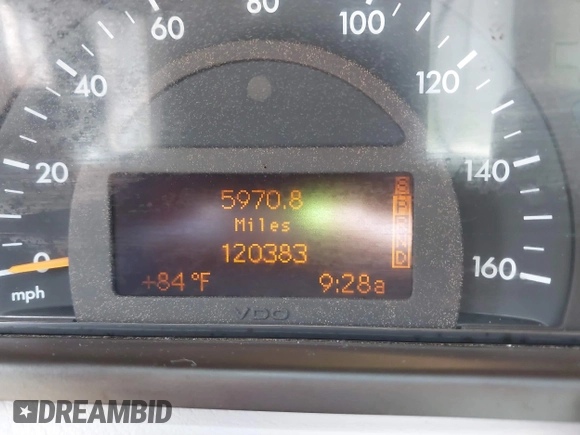 60
80
100
40
120
20
140
0
160
mph
5970.8
Miles
120383
S
P
R
N
D
+84°F
9:28a
VDO
DREAMBID